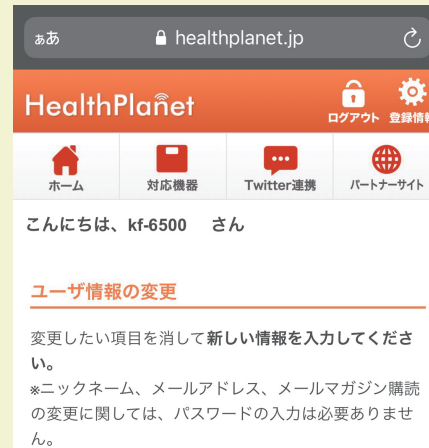 ぁあ healthplanet.jp
HealthPlanet
ログアウト 登録情報
ホーム 対応機器 Twitter連携 パートナーサイト
こんにちは、kf-6500 さん
ユーザ情報の変更
変更したい項目を消して新しい情報を入力してくださ
い。
※ニックネーム、メールアドレス、メールマガジン購読
の変更に関しては、パスワードの入力は必要ありませ
ん。